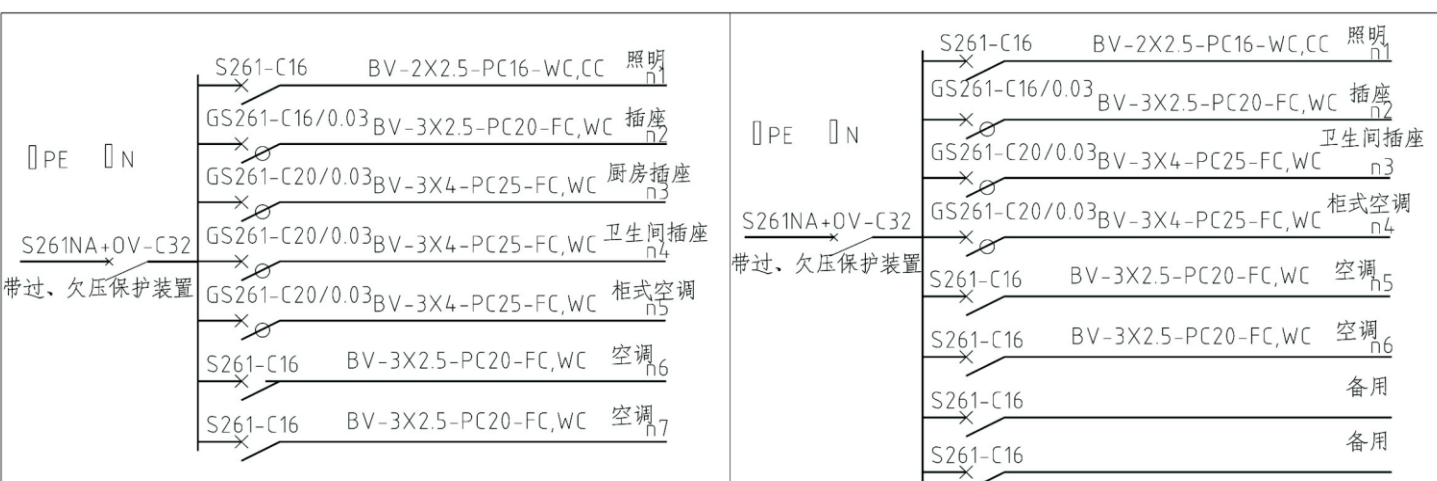 S261-C16 BV-2X2.5-PC16-WC,CC 照明 n1
GS261-C16/0.03 BV-3X2.5-PC20-FC,WC 插座 n2
PE N
GS261-C20/0.03 BV-3X4-PC25-FC,WC 厨房插座 n3
S261NA+OV-C32
带过、欠压保护装置
GS261-C20/0.03 BV-3X4-PC25-FC,WC 卫生间插座 n4
GS261-C20/0.03 BV-3X4-PC25-FC,WC 柜式空调 n5
S261-C16 BV-3X2.5-PC20-FC,WC 空调 n6
S261-C16 BV-3X2.5-PC20-FC,WC 空调 n7
S261-C16 BV-2X2.5-PC16-WC,CC 照明 n1
GS261-C16/0.03 BV-3X2.5-PC20-FC,WC 插座 n2
PE N
GS261-C20/0.03 BV-3X4-PC25-FC,WC 卫生间插座 n3
GS261-C20/0.03 BV-3X4-PC25-FC,WC 柜式空调 n4
S261NA+OV-C32
带过、欠压保护装置
S261-C16 BV-3X2.5-PC20-FC,WC 空调 n5
S261-C16 BV-3X2.5-PC20-FC,WC 空调 n6
S261-C16 备用
S261-C16 备用